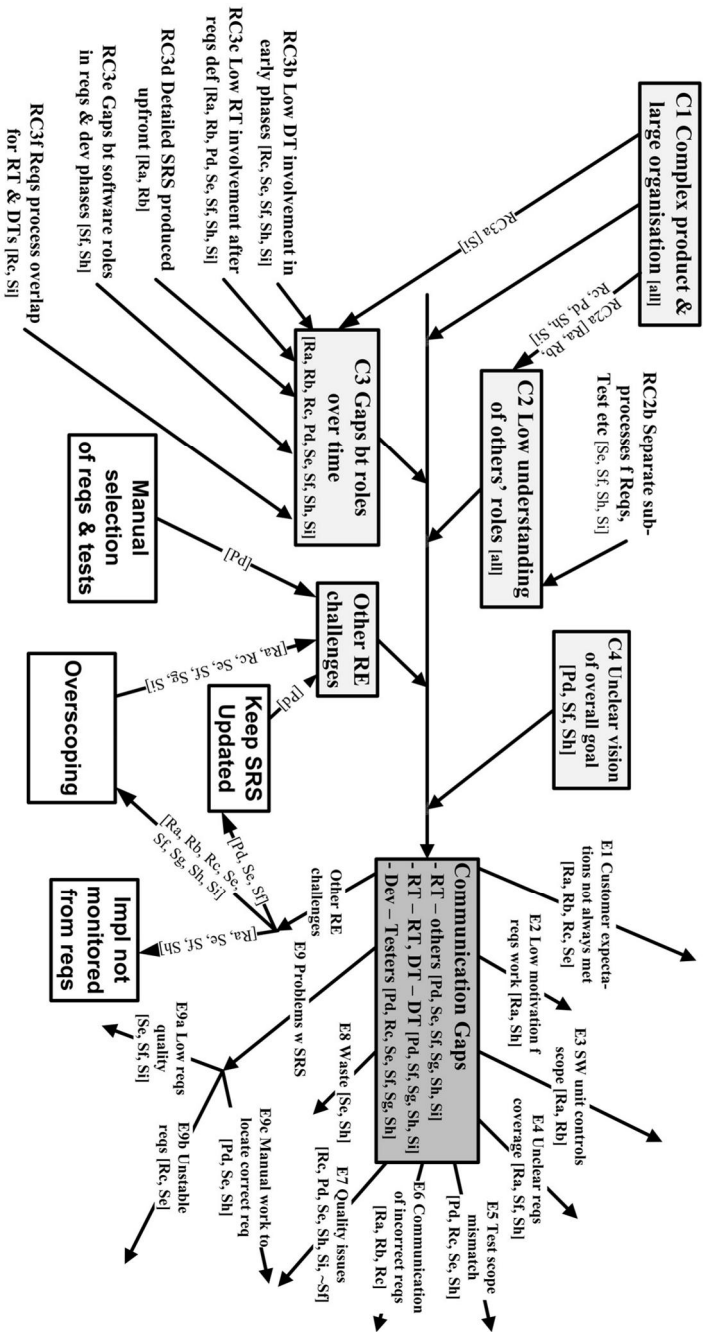 C1 Complex product &
large organisation [all]
RC2a [Ra, Rb,
Rc, Pd, Sh, Si]
RC3a [Si]
RC2b Separate sub-
processes f Reqs,
Test etc [Se, Sf, Sh, Si]
C2 Low understanding
of others' roles [all]
C4 Unclear vision
of overall goal
[Pd, Sf, Sh]
RC3b Low DT involvement in
early phases [Rc, Se, Sf, Sh, Si]
RC3c Low RT involvement after
reqs def [Ra, Rb, Pd, Se, Sf, Sh, Si]
RC3d Detailed SRS produced
upfront [Ra, Rb]
RC3e Gaps bt software roles
in reqs & dev phases [Sf, Sh]
RC3f Reqs process overlap
for RT & DTs [Rc, Si]
C3 Gaps bt roles
over time
[Ra, Rb, Rc, Pd, Se, Sf, Sh, Si]
Manual
selection
of reqs & tests
[Pd]
Other RE
challenges
[Ra, Rc, Se, Sf, Sg, Si]
[Pd]
Keep SRS
Updated
Overscoping
[Pd, Se, Sf]
[Ra, Rb, Rc, Se,
Sf, Sg, Sh, Si]
Communication Gaps
- RT – others [Pd, Se, Sf, Sg, Sh, Si]
- RT – RT, DT – DT [Pd, Sf, Sg, Sh, Si]
- Dev – Testers [Pd, Rc, Se, Sf, Sg, Sh]
E1 Customer expecta-
tions not always met
[Ra, Rb, Rc, Se]
E2 Low motivation f
reqs work [Ra, Sh]
E3 SW unit controls
scope [Ra, Rb]
E4 Unclear reqs
coverage [Ra, Sf, Sh]
E5 Test scope
mismatch
[Pd, Rc, Se, Sh]
E6 Communication
of incorrect reqs
[Ra, Rb, Rc]
E7 Quality issues
[Rc, Pd, Se, Sh, Si, ~Sf]
E8 Waste [Se, Sh]
E9 Problems w SRS
Other RE
challenges
[Ra, Se, Sf, Sh]
Impl not
monitored
from reqs
E9a Low reqs
quality
[Se, Sf, Si]
E9b Unstable
reqs [Rc, Se]
E9c Manual work to
locate correct req
[Pd, Se, Sh]